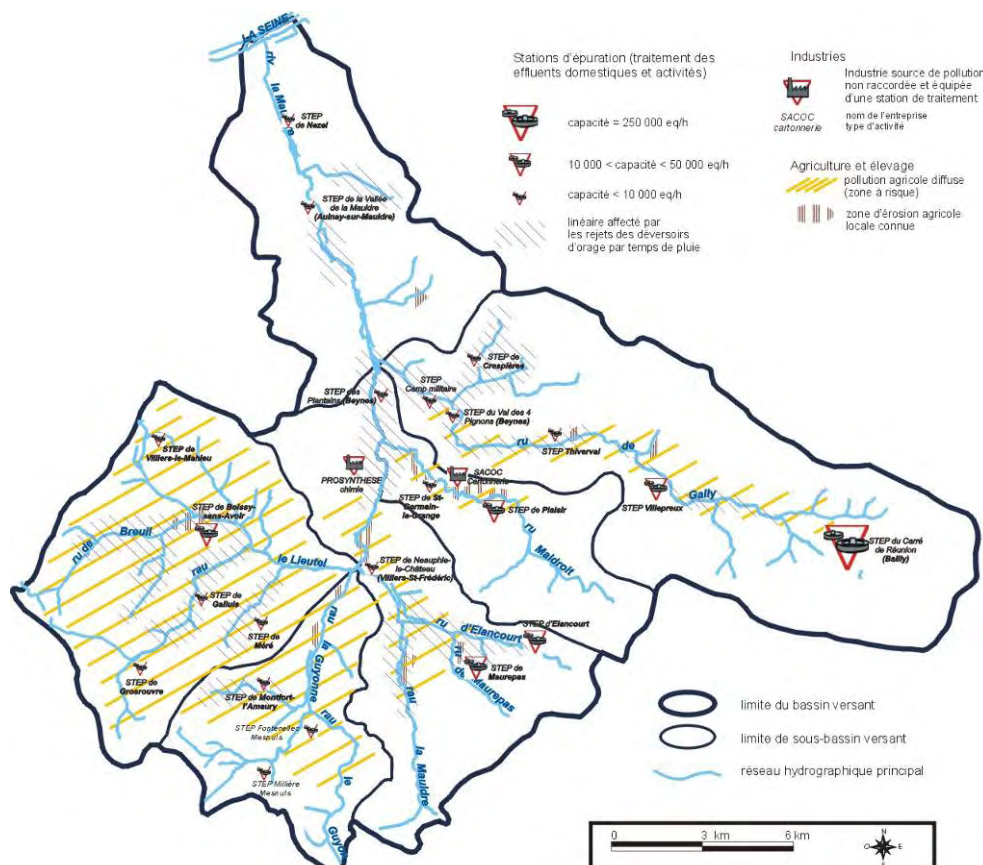 LA SEINE
riv
la Mauldre
STEP
de Nezel
STEP de la Vallée
de la Mauldre
(Aulnay-sur-Mauldre)
Stations d'épuration (traitement des
effluents domestiques et activités)
capacité = 250 000 eq/h
10 000 < capacité < 50 000 eq/h
capacité < 10 000 eq/h
linéaire affecté par
les rejets des déversoirs
d'orage par temps de pluie
Industries
Industrie source de pollution
non raccordée et équipée
d'une station de traitement
SACOC
cartonnerie
nom de l'entreprise
type d'activité
Agriculture et élevage
pollution agricole diffuse
(zone à risque)
zone d'érosion agricole
locale connue
STEP de
Crespières
STEP
Camp militaire
STEP des
Plantains (Beynes)
STEP du Val des 4
Pignons (Beynes)
ru de Gally
STEP Thiverval
STEP Villepreux
STEP du Carré
de Réunion
(Bailly)
PROSYNTHESE
chimie
SACOC
Cartonnerie
STEP de St-
Germain-
la-Grange
STEP de Plaisir
ru Maldroit
STEP de
Villiers-le-Mahieu
STEP de Boissy-
sans-Avoir
ru de Breuil
rau le Lieutel
STEP de Neauphle-
le-Château
(Villiers-St-Frédéric)
STEP de
Galluis
STEP de
Méré
STEP de
Grosrouvre
rau la Guyonne
STEP de Montfort-
l'Amaury
STEP Fontenelles
Mesnuls
STEP Millière
Mesnuls
rau le Guyon
ru d'Elancourt
STEP d'Elancourt
STEP de
Maurepas
ru de Maurepas
rau la Mauldre
limite du bassin versant
limite de sous-bassin versant
réseau hydrographique principal
0 3 km 6 km
N
O E
S